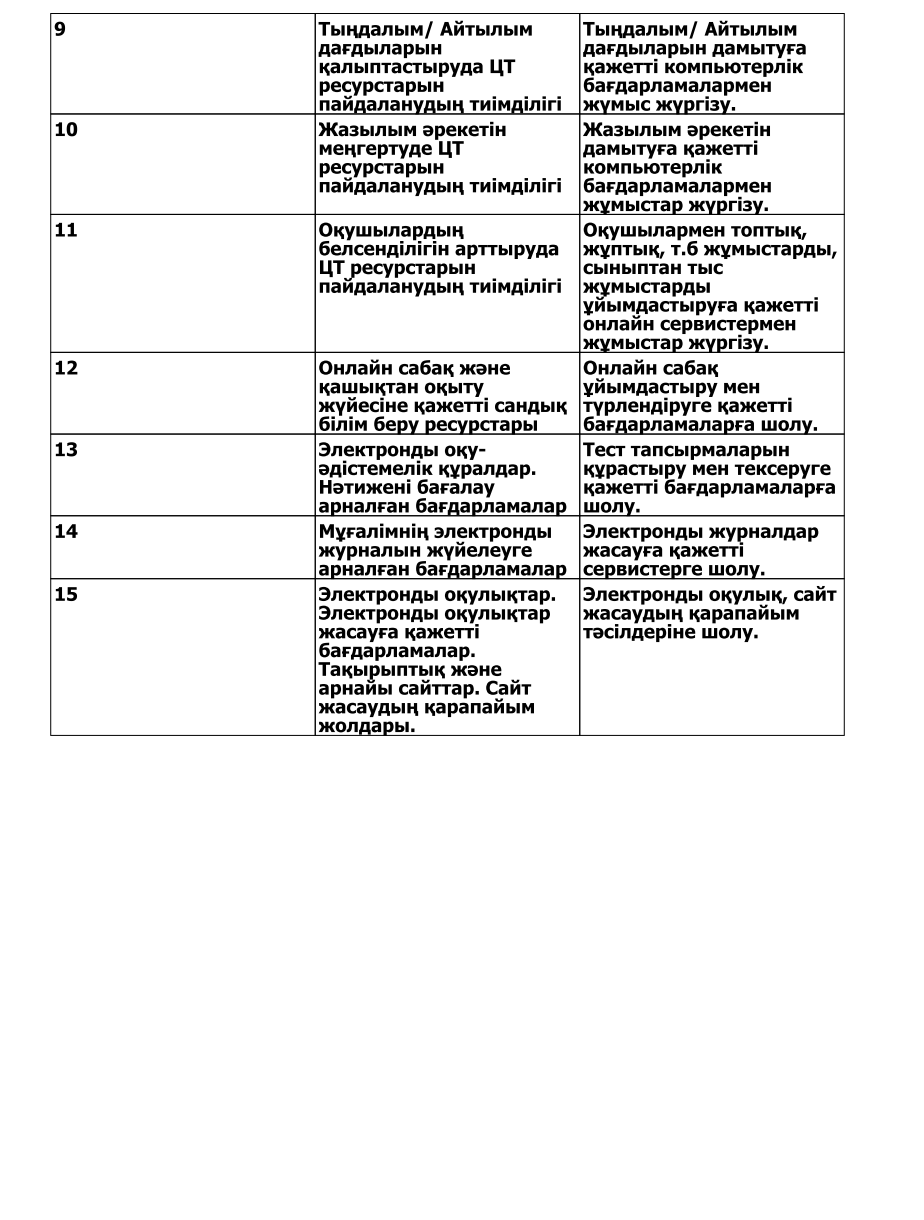 9
Тыңдалым/ Айтылым
дағдыларын
қалыптастыруда ЦТ
ресурстарын
пайдаланудың тиімділігі
Тыңдалым/ Айтылым
дағдыларын дамытуға
қажетті компьютерлік
бағдарламалармен
жұмыс жүргізу.
10
Жазылым әрекетін
меңгертуде ЦТ
ресурстарын
пайдаланудың тиімділігі
Жазылым әрекетін
дамытуға қажетті
компьютерлік
бағдарламалармен
жұмыстар жүргізу.
11
Оқушылардың
белсенділігін арттыруда
ЦТ ресурстарын
пайдаланудың тиімділігі
Оқушылармен топтық,
жұптық, т.б жұмыстарды,
сыныптан тыс
жұмыстарды
ұйымдастыруға қажетті
онлайн сервистермен
жұмыстар жүргізу.
12
Онлайн сабақ және
қашықтан оқыту
жүйесіне қажетті сандық
білім беру ресурстары
Онлайн сабақ
ұйымдастыру мен
түрлендіруге қажетті
бағдарламаларға шолу.
13
Электронды оқу-
әдістемелік құралдар.
Нәтижені бағалау
арналған бағдарламалар
Тест тапсырмаларын
құрастыру мен тексеруге
қажетті бағдарламаларға
шолу.
14
Мұғалімнің электронды
журналын жүйелеуге
арналған бағдарламалар
Электронды журналдар
жасауға қажетті
сервистерге шолу.
15
Электронды оқулықтар.
Электронды оқулықтар
жасауға қажетті
бағдарламалар.
Тақырыптық және
арнайы сайттар. Сайт
жасаудың қарапайым
жолдары.
Электронды оқулық, сайт
жасаудың қарапайым
тәсілдеріне шолу.